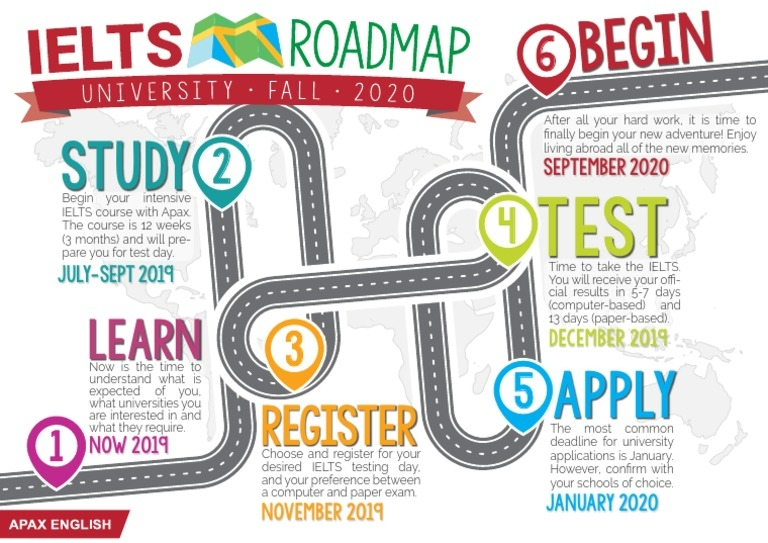 IELTS ROADMAP
UNIVERSITY · FALL · 2020
1
LEARN
Now is the time to
understand what is
expected of you,
what universities you
are interested in and
what they require.
NOW 2019
2
STUDY
Begin your intensive
IELTS course with Apax.
The course is 12 weeks
(3 months) and will pre-
pare you for test day.
JULY-SEPT 2019
3
REGISTER
Choose and register for your
desired IELTS testing day,
and your preference between
a computer and paper exam.
NOVEMBER 2019
4
TEST
Time to take the IELTS.
You will receive your offi-
cial results in 5-7 days
(computer-based) and
13 days (paper-based).
DECEMBER 2019
5
APPLY
The most common
deadline for university
applications is January.
However, confirm with
your schools of choice.
JANUARY 2020
6
BEGIN
After all your hard work, it is time to
finally begin your new adventure! Enjoy
living abroad all of the new memories.
SEPTEMBER 2020
APAX ENGLISH